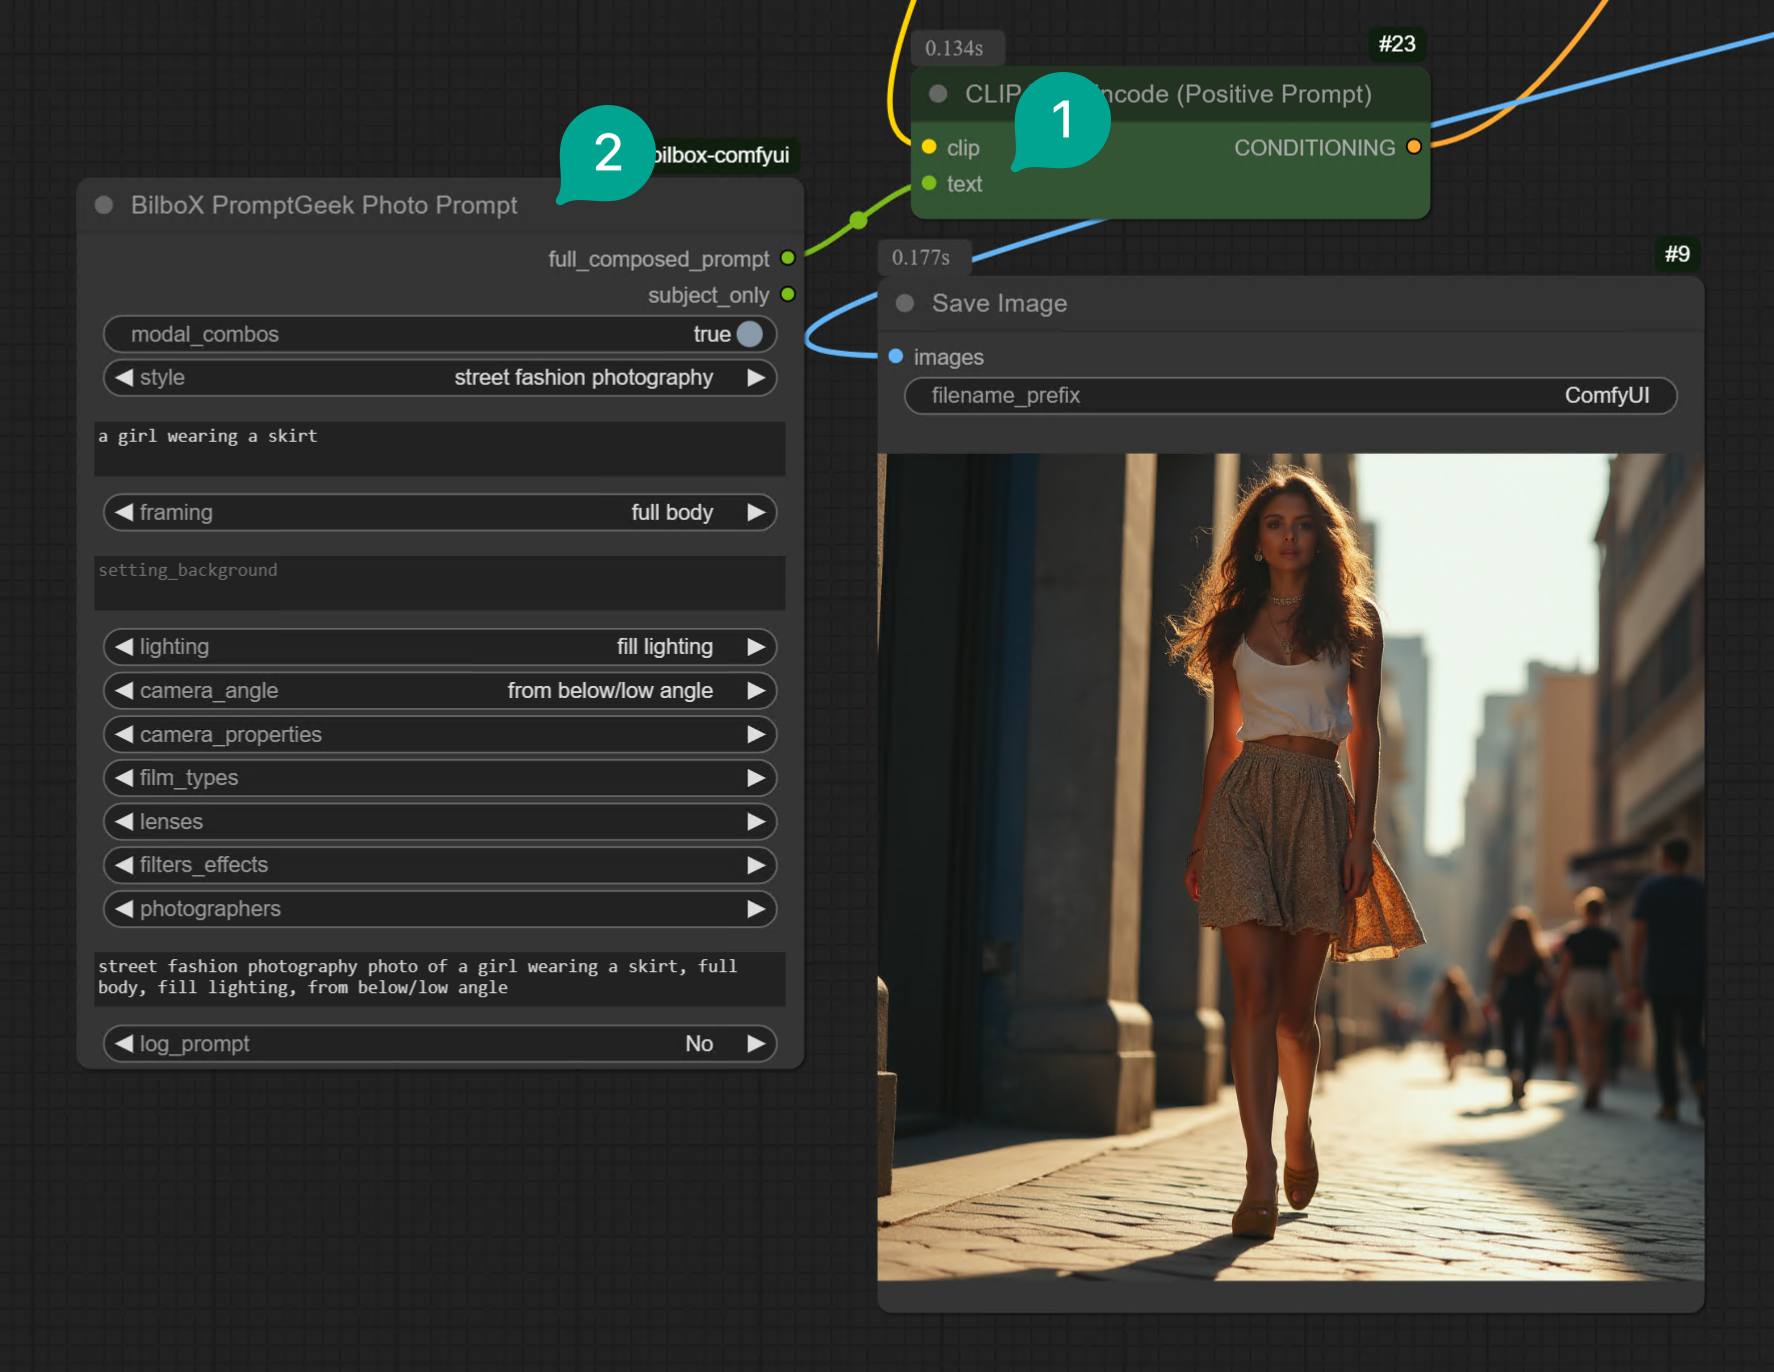 0.134s
#23
CLIP ncode (Positive Prompt)
1
clip
CONDITIONING
text
2
bilbox-comfyui
BilboX PromptGeek Photo Prompt
full_composed_prompt
subject_only
modal_combos true
style street fashion photography
a girl wearing a skirt
framing full body
setting_background
lighting fill lighting
camera_angle from below/low angle
camera_properties
film_types
lenses
filters_effects
photographers
street fashion photography photo of a girl wearing a skirt, full
body, fill lighting, from below/low angle
log_prompt No
0.177s
#9
Save Image
images
filename_prefix ComfyUI